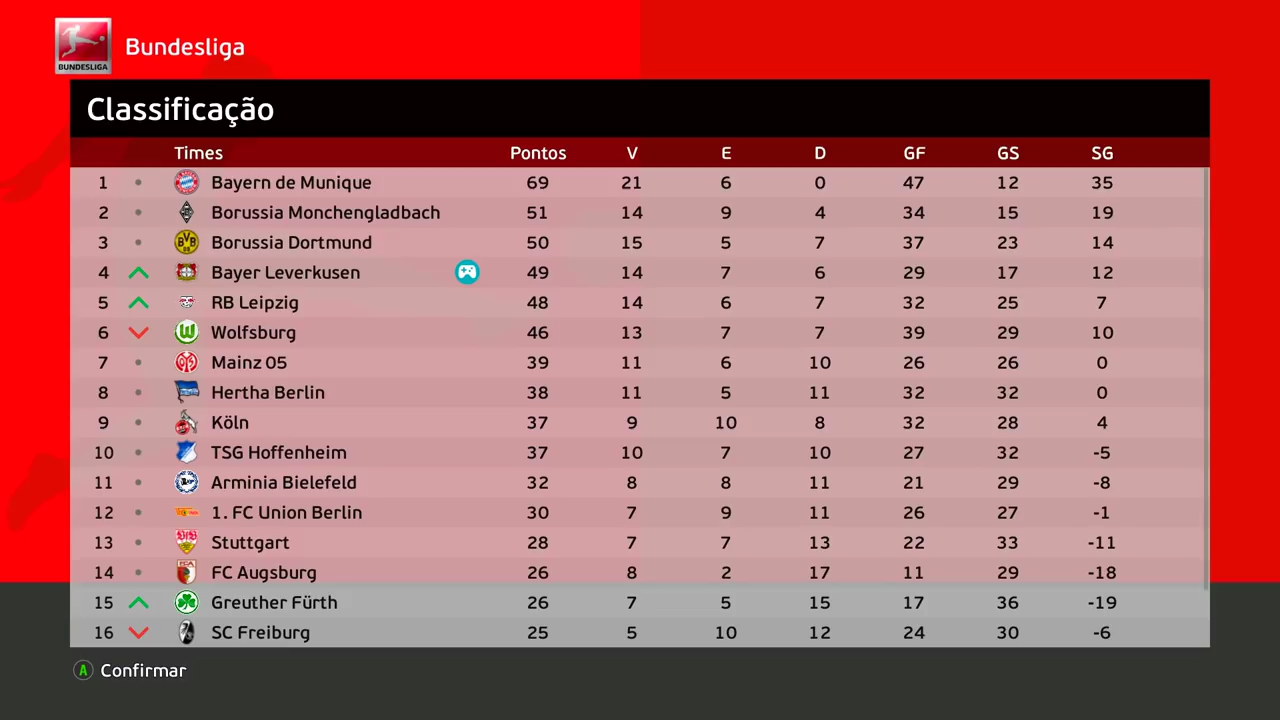 BUNDESLIGA
Bundesliga
Classificação
Times Pontos V E D GF GS SG
1 Bayern de Munique 69 21 6 0 47 12 35
2 Borussia Monchengladbach 51 14 9 4 34 15 19
3 Borussia Dortmund 50 15 5 7 37 23 14
4 Bayer Leverkusen 49 14 7 6 29 17 12
5 RB Leipzig 48 14 6 7 32 25 7
6 Wolfsburg 46 13 7 7 39 29 10
7 Mainz 05 39 11 6 10 26 26 0
8 Hertha Berlin 38 11 5 11 32 32 0
9 Köln 37 9 10 8 32 28 4
10 TSG Hoffenheim 37 10 7 10 27 32 -5
11 Arminia Bielefeld 32 8 8 11 21 29 -8
12 1. FC Union Berlin 30 7 9 11 26 27 -1
13 Stuttgart 28 7 7 13 22 33 -11
14 FC Augsburg 26 8 2 17 11 29 -18
15 Greuther Fürth 26 7 5 15 17 36 -19
16 SC Freiburg 25 5 10 12 24 30 -6
A Confirmar